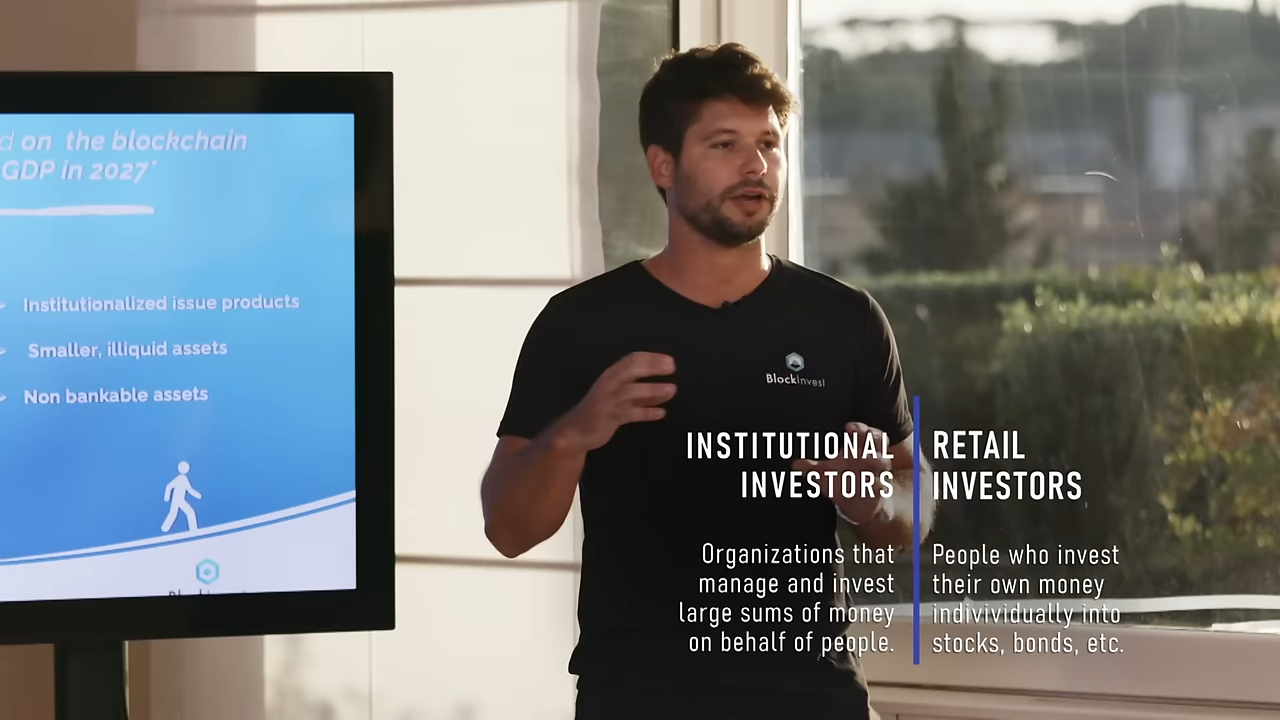 on the blockchain
GDP in 2027*
Institutionalized issue products
Smaller, illiquid assets
Non bankable assets
BlockInvest
INSTITUTIONAL
INVESTORS
Organizations that
manage and invest
large sums of money
on behalf of people.
RETAIL
INVESTORS
People who invest
their own money
indivividually into
stocks, bonds, etc.